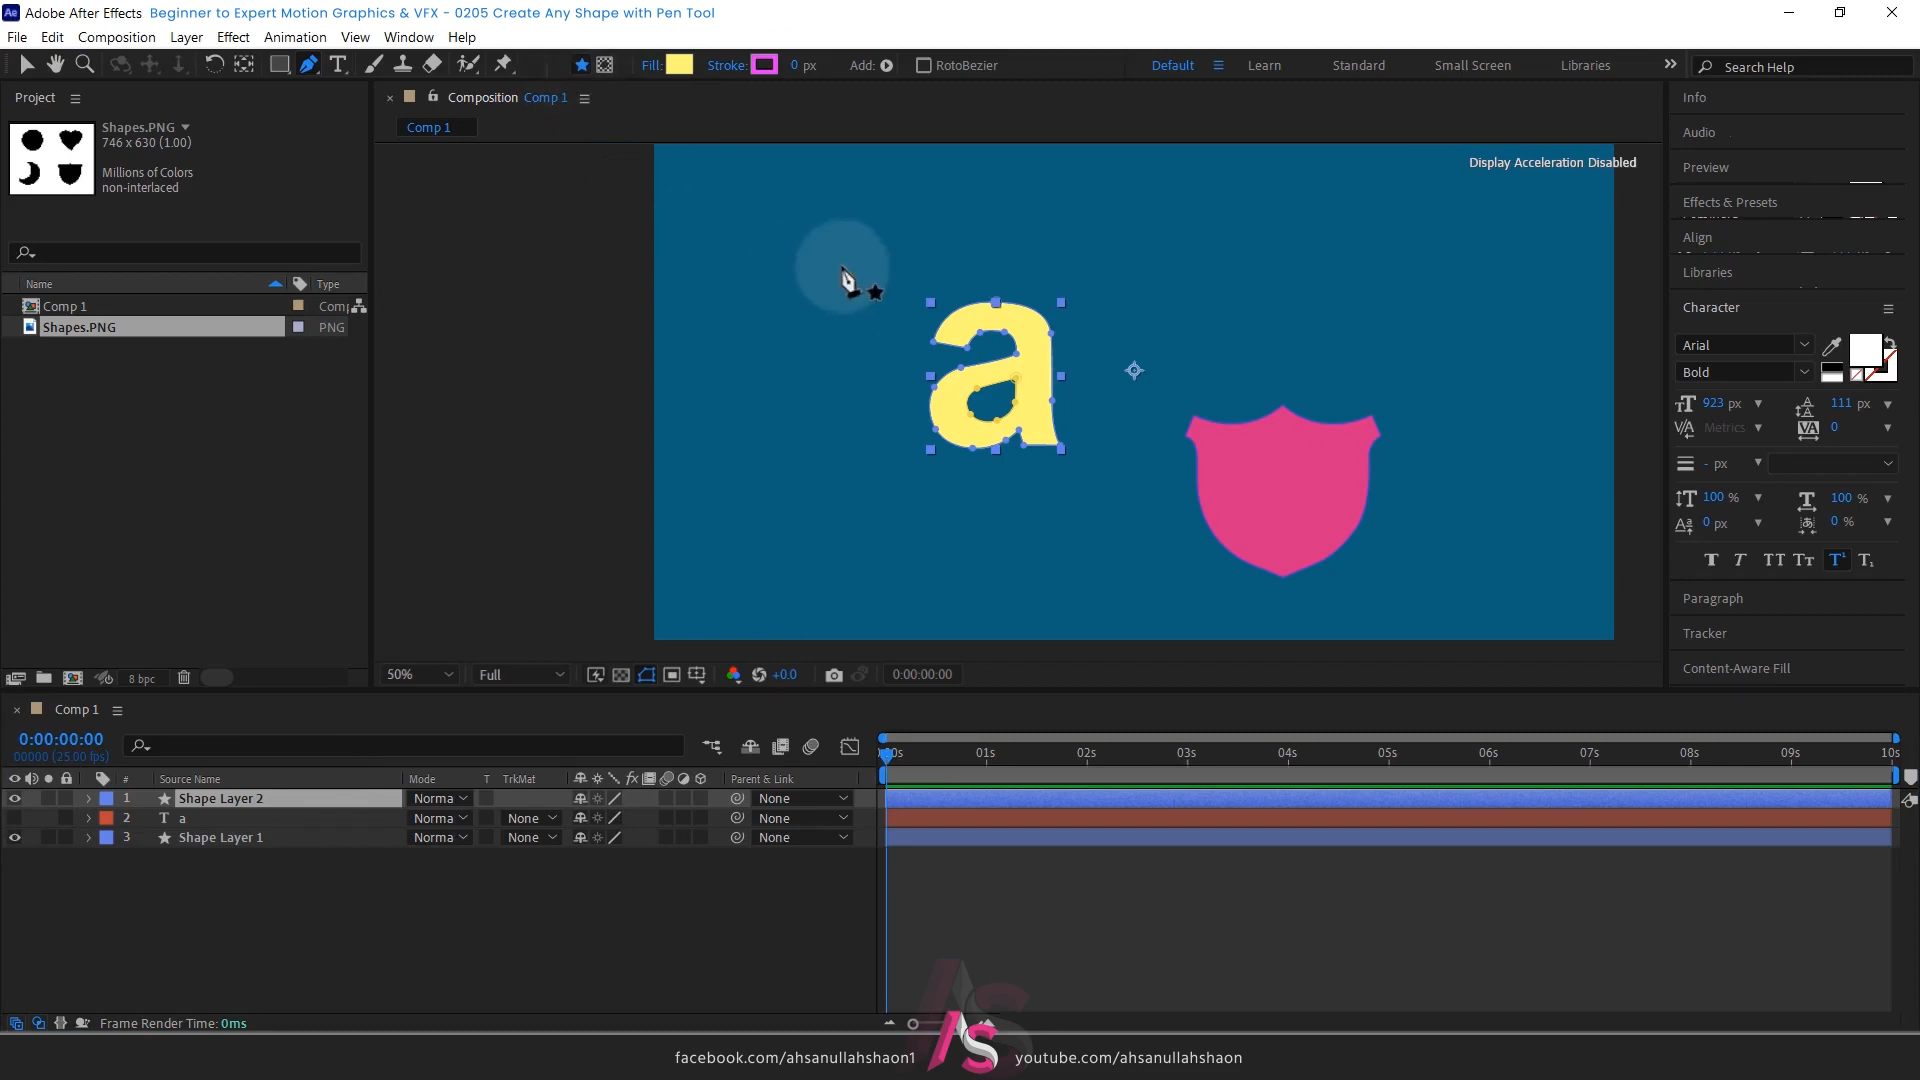 Adobe After Effects
Beginner to Expert Motion Graphics & VFX - 0205 Create Any Shape with Pen Tool
File Edit Composition Layer Effect Animation View Window Help
Fill: Stroke: 0 px Add: RotoBezier Default Learn Standard Small Screen Libraries Search Help
Project
Composition Comp 1
Comp 1
Shapes.PNG
746 x 630 (1.00)
Millions of Colors
non-interlaced
Name Type
Comp 1 Comp
Shapes.PNG PNG
8 bpc
Display Acceleration Disabled
a
50% Full +0.0 0:00:00:00
Info
Audio
Preview
Effects & Presets
Align
Libraries
Character
Arial
Bold
923 px 111 px
Metrics 0
- px
100 % 100 %
0 px 0 %
Paragraph
Tracker
Content-Aware Fill
Comp 1
0:00:00:00
00000 (25.00 fps)
# Source Name Mode T TrkMat Parent & Link
1 Shape Layer 2 Norma None
2 T a Norma None None
3 Shape Layer 1 Norma None None
01s 02s 03s 04s 05s 06s 07s 08s 09s 10s
Frame Render Time: 0ms
facebook.com/ahsanullahshaon1
AS
youtube.com/ahsanullahshaon